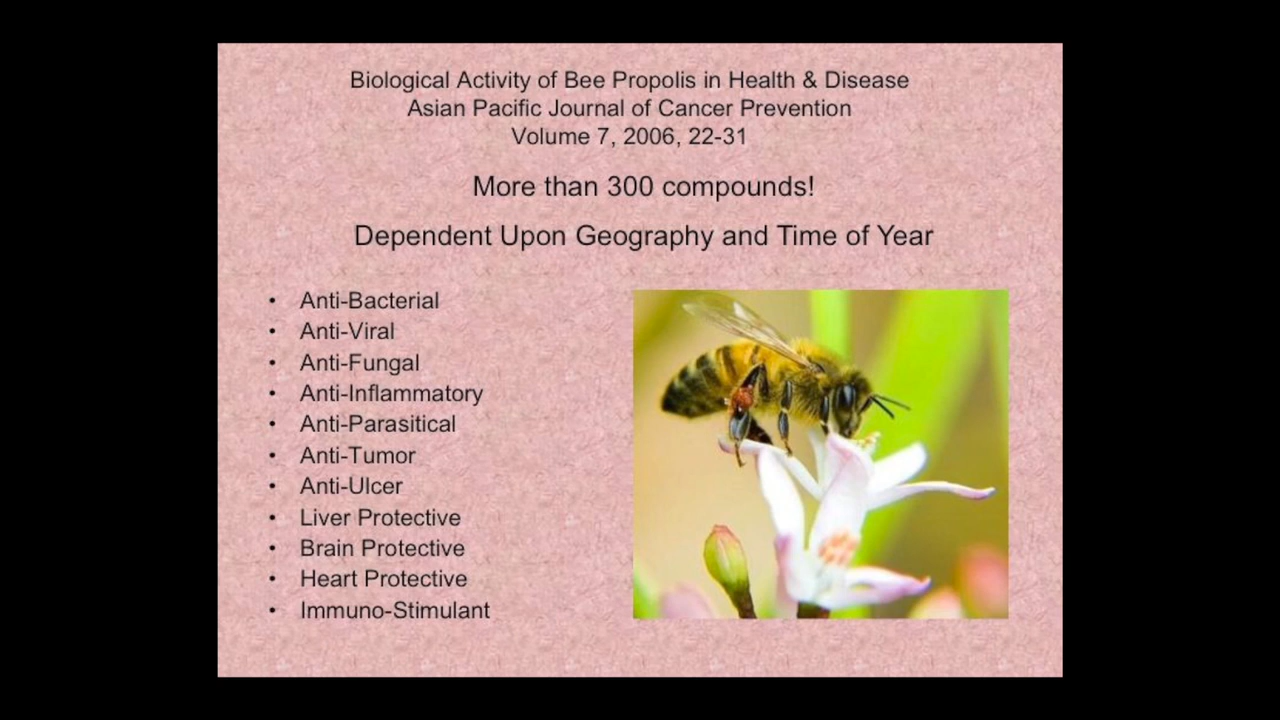 Biological Activity of Bee Propolis in Health & Disease
Asian Pacific Journal of Cancer Prevention
Volume 7, 2006, 22-31
More than 300 compounds!
Dependent Upon Geography and Time of Year
• Anti-Bacterial
• Anti-Viral
• Anti-Fungal
• Anti-Inflammatory
• Anti-Parasitical
• Anti-Tumor
• Anti-Ulcer
• Liver Protective
• Brain Protective
• Heart Protective
• Immuno-Stimulant